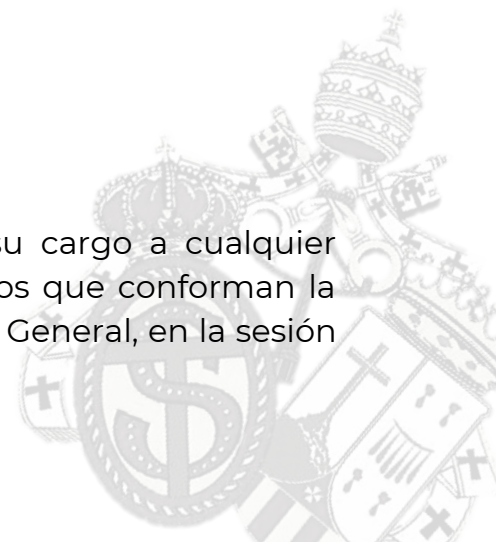 su cargo a cualquier
os que conforman la
General, en la sesión